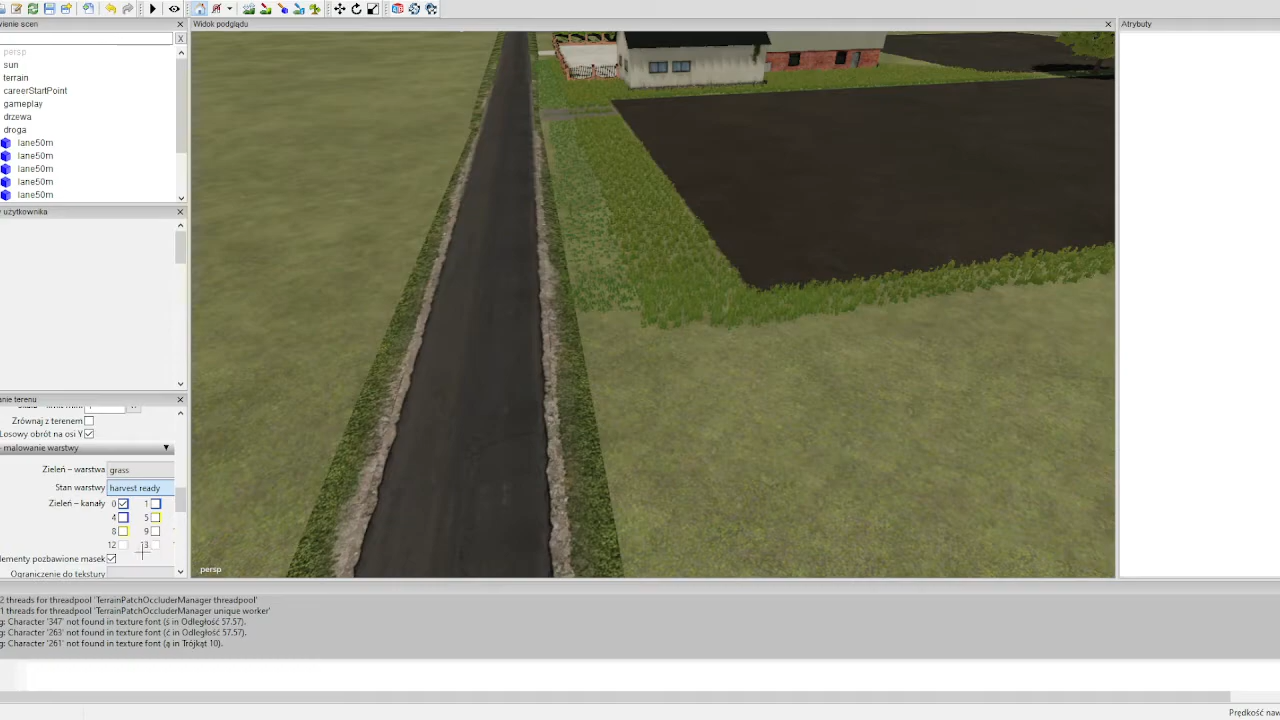 wienie scen
Widok podglądu
Atrybuty
persp
sun
terrain
careerStartPoint
gameplay
drzewa
droga
lane50m
lane50m
lane50m
lane50m
lane50m
y użytkownika
anie terenu
Zrównaj z terenem
Losowy obrót na osi Y
– malowanie warstwy
Zieleń – warstwa grass
Stan warstwy harvest ready
Zieleń – kanały 0 1
4 5
8 9
12 13
lementy pozbawione masek
Ograniczenie do tekstury
persp
2 threads for threadpool 'TerrainPatchOccluderManager threadpool'
1 threads for threadpool 'TerrainPatchOccluderManager unique worker'
g: Character '347' not found in texture font (ś in Odległość 57.57).
g: Character '263' not found in texture font (ć in Odległość 57.57).
g: Character '261' not found in texture font (ą in Trójkąt 10).
Prędkość naw